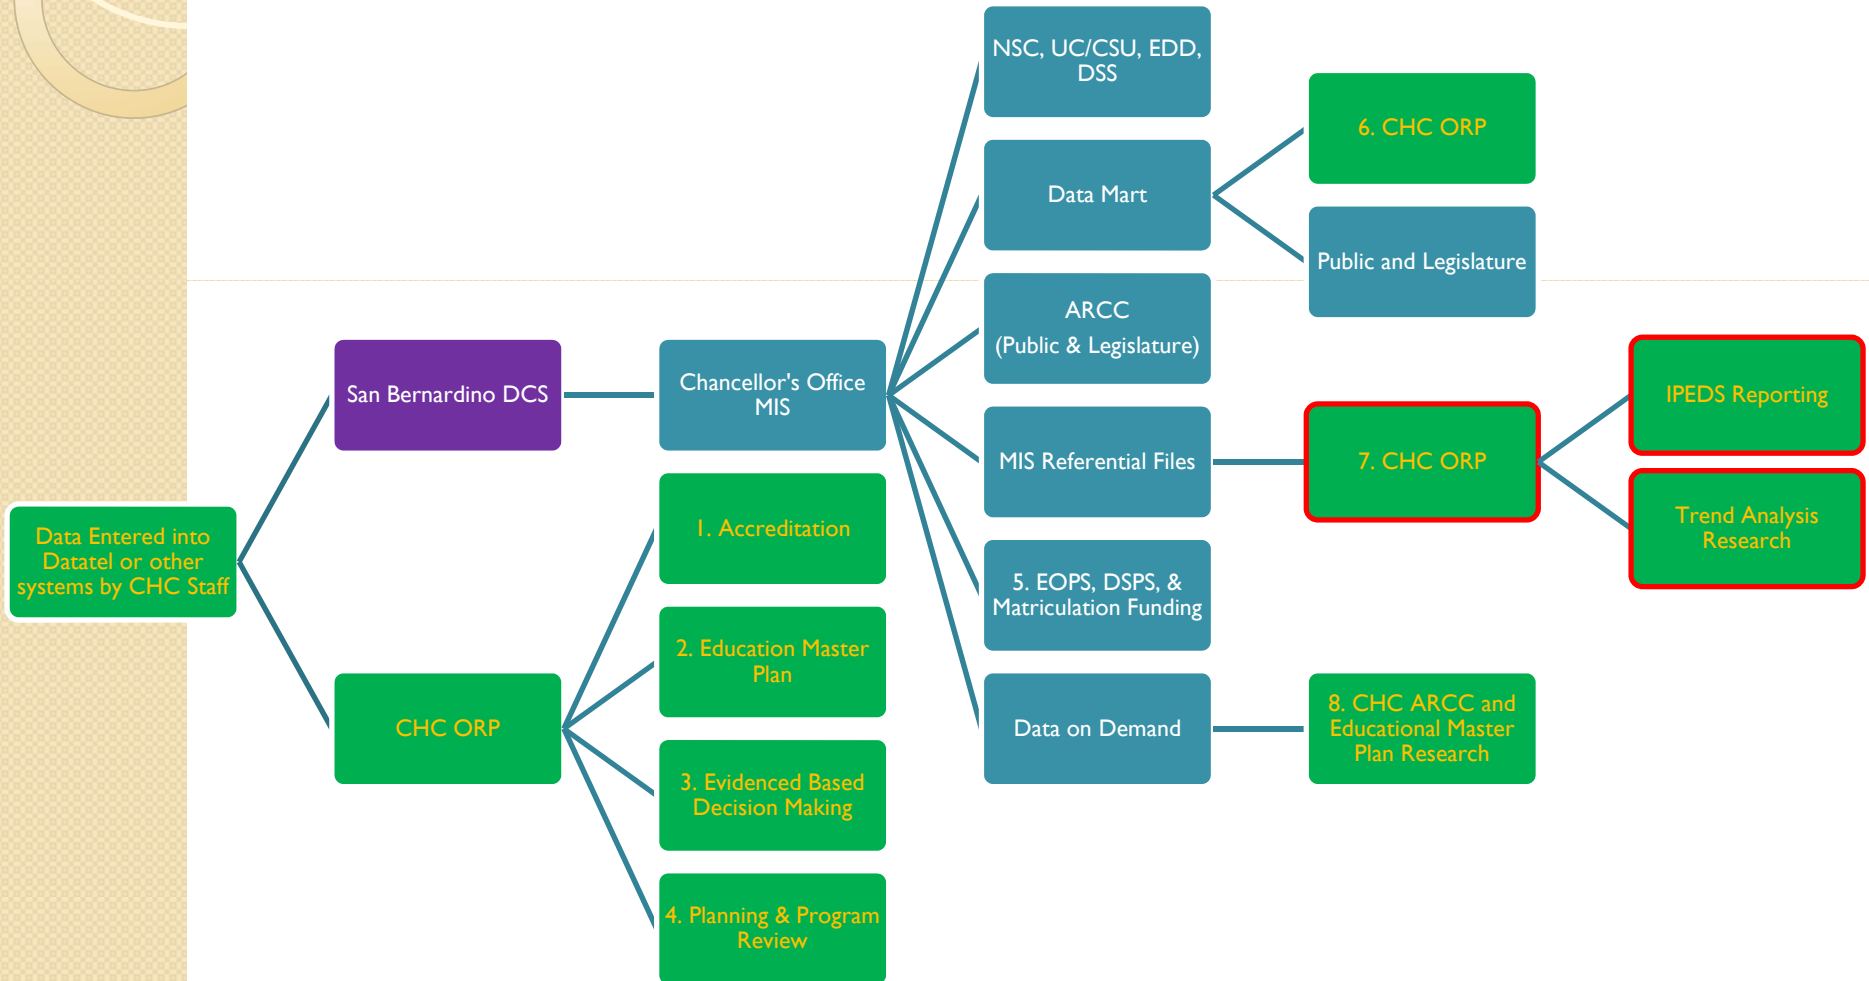 Data Entered into
Datatel or other
systems by CHC Staff
San Bernardino DCS
CHC ORP
Chancellor's Office
MIS
1. Accreditation
2. Education Master
Plan
3. Evidenced Based
Decision Making
4. Planning & Program
Review
NSC, UC/CSU, EDD,
DSS
Data Mart
ARCC
(Public & Legislature)
MIS Referential Files
5. EOPS, DSPS, &
Matriculation Funding
Data on Demand
6. CHC ORP
Public and Legislature
7. CHC ORP
8. CHC ARCC and
Educational Master
Plan Research
IPEDS Reporting
Trend Analysis
Research